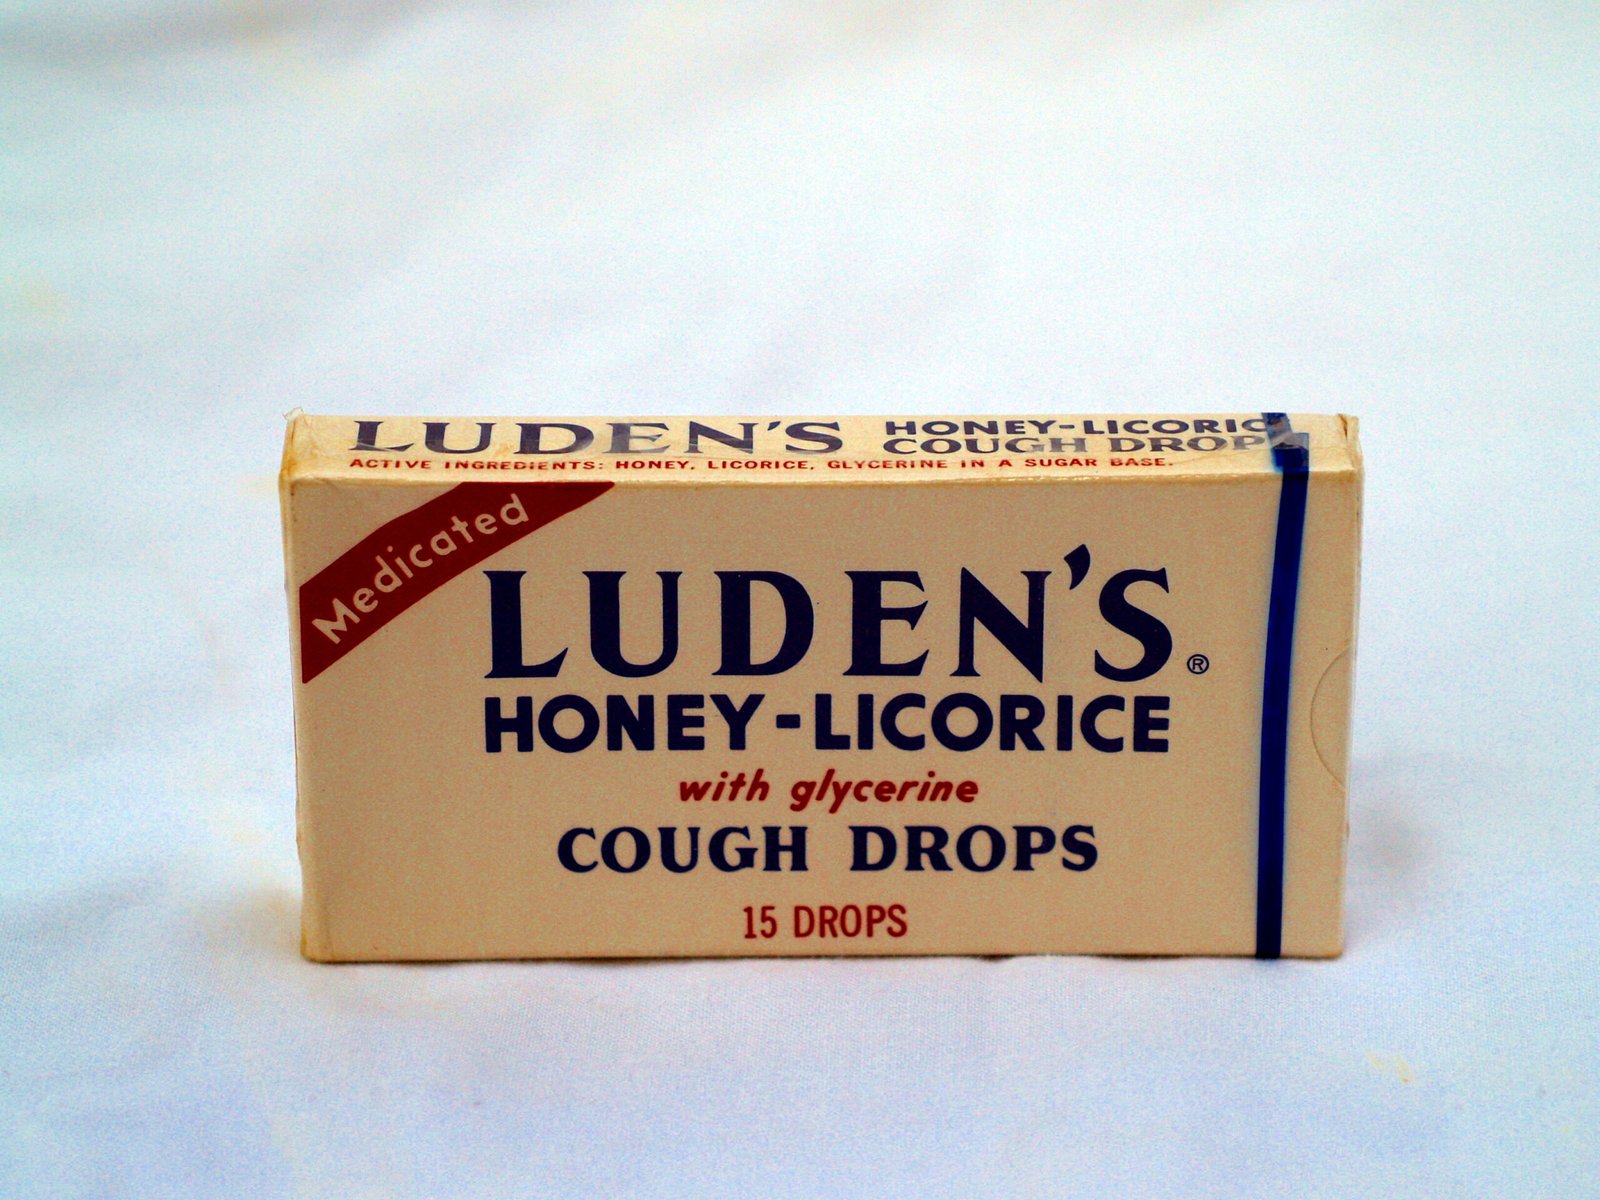 LUDEN'S HONEY-LICORIC
COUGH DROP
ACTIVE INGREDIENTS: HONEY, LICORICE, GLYCERINE IN A SUGAR BASE.
Medicated
LUDEN'S®
HONEY-LICORICE
with glycerine
COUGH DROPS
15 DROPS